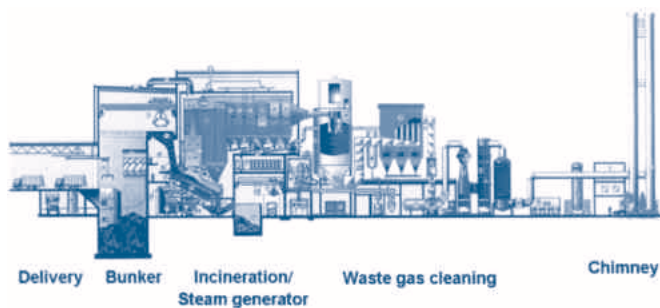 Delivery
Bunker
Incineration/
Steam generator
Waste gas cleaning
Chimney